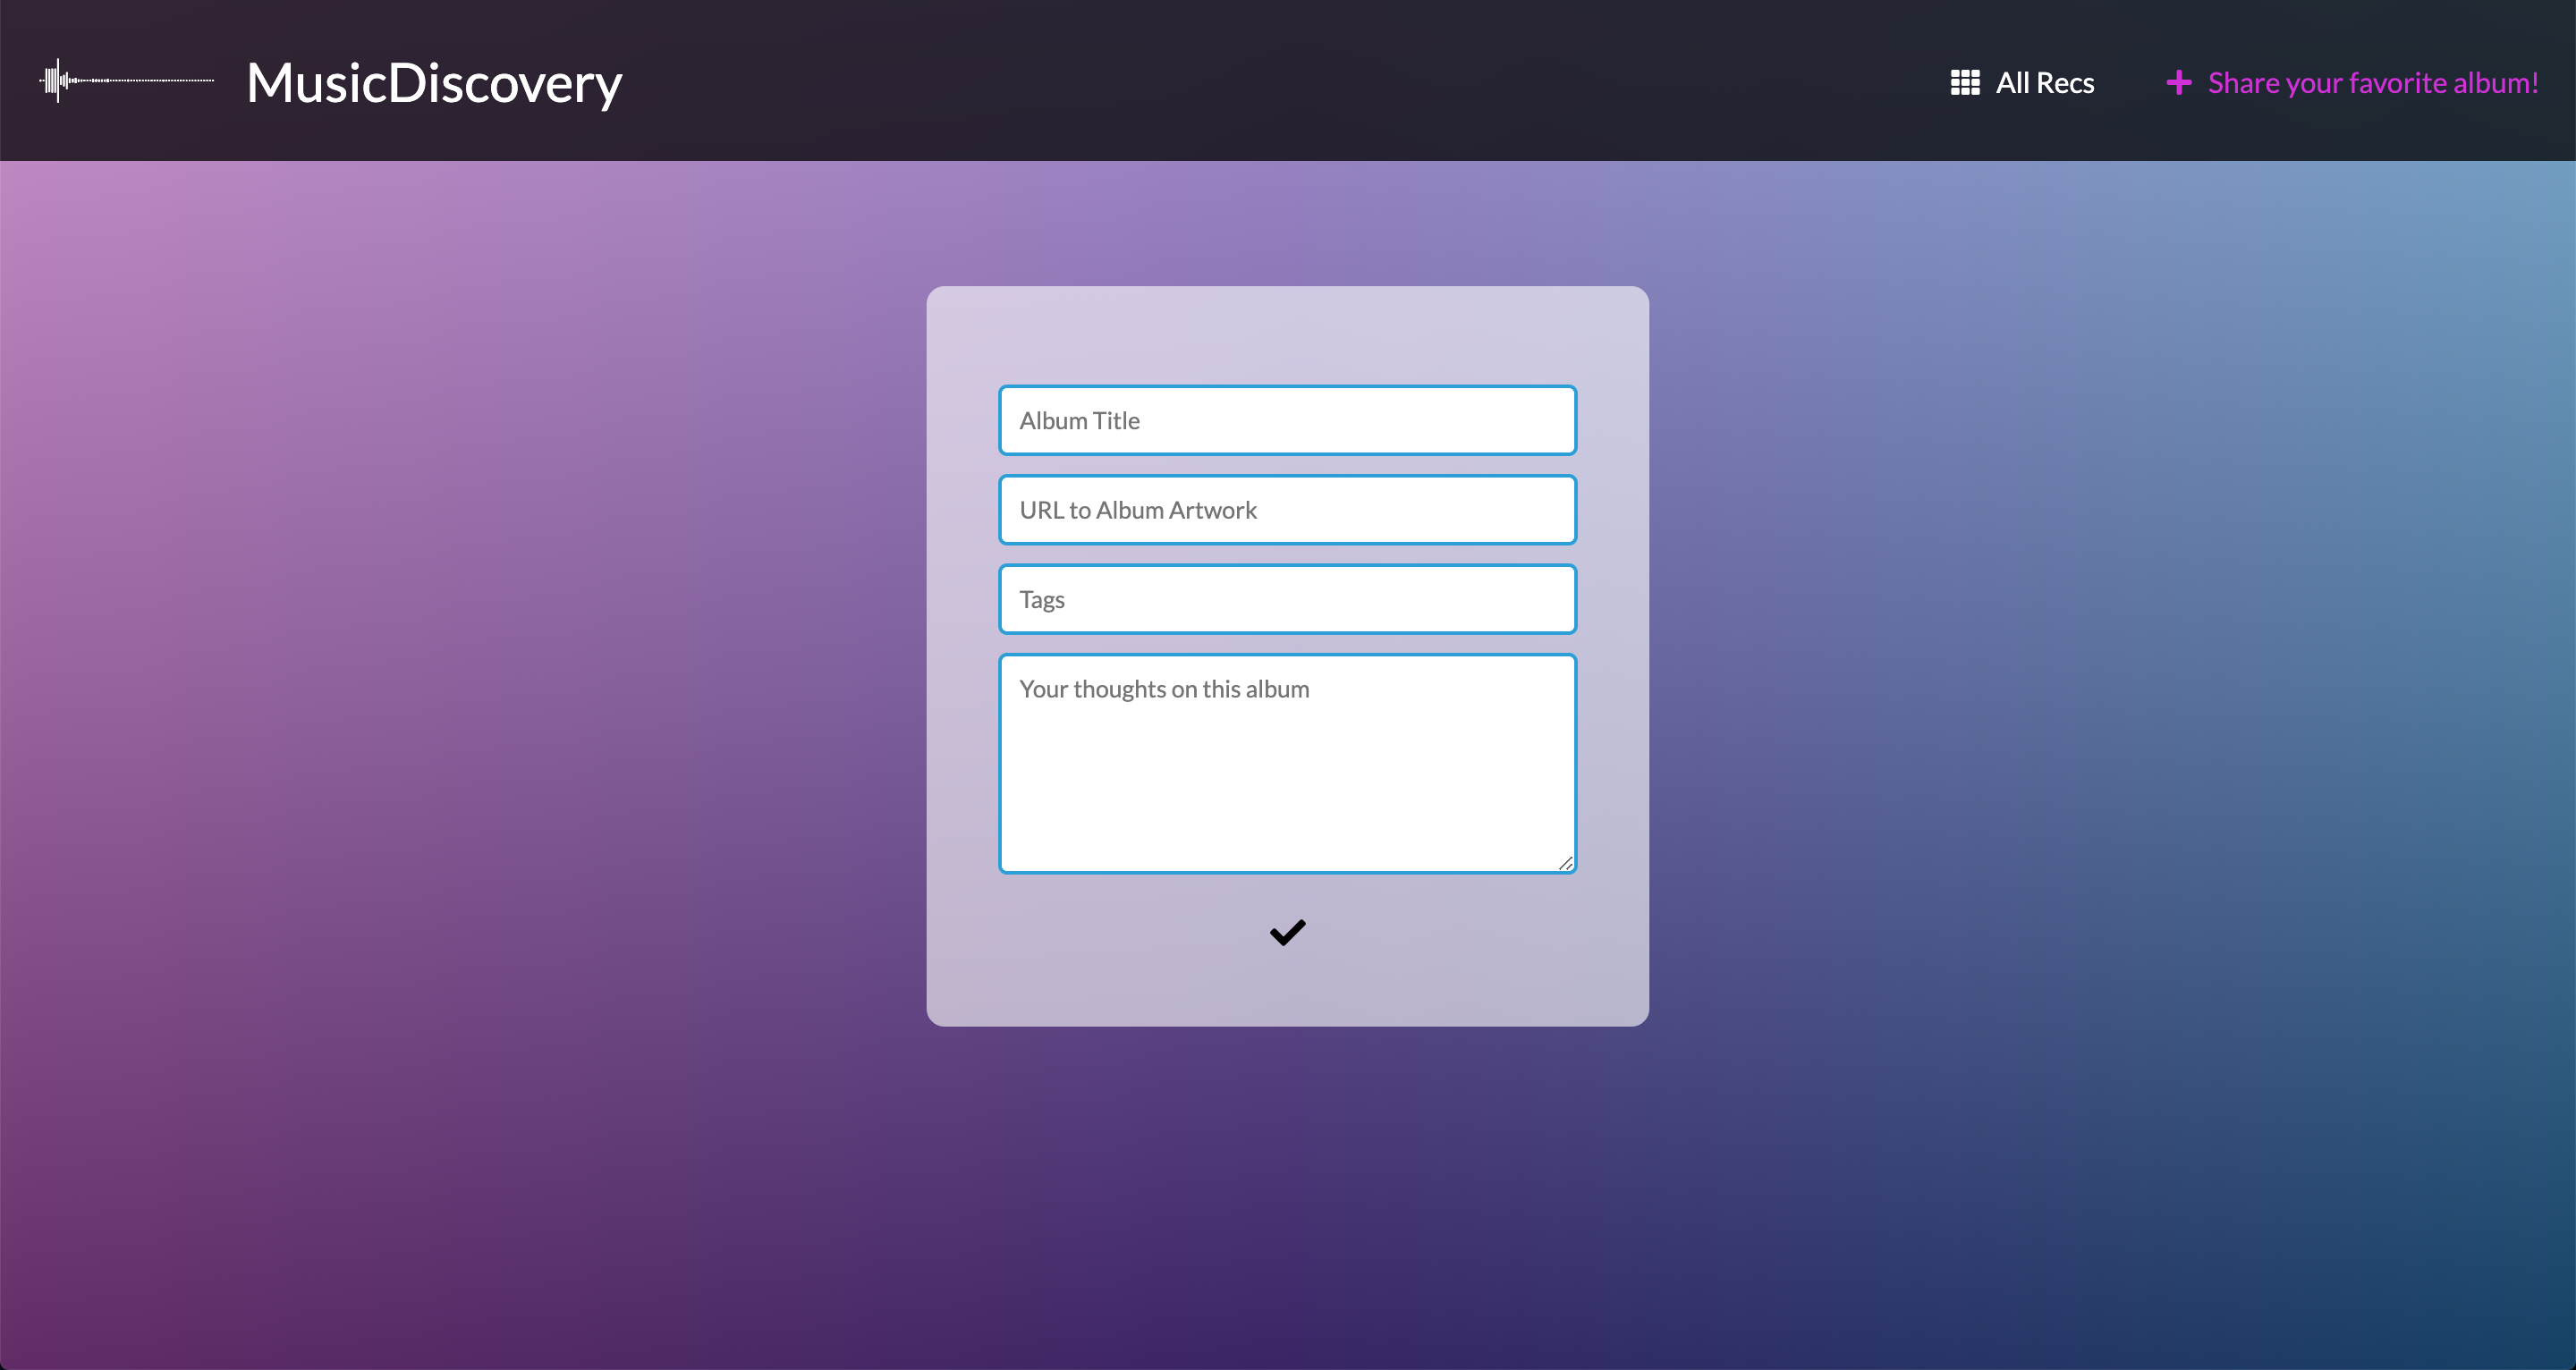 MusicDiscovery
All Recs
Share your favorite album!
Album Title
URL to Album Artwork
Tags
Your thoughts on this album